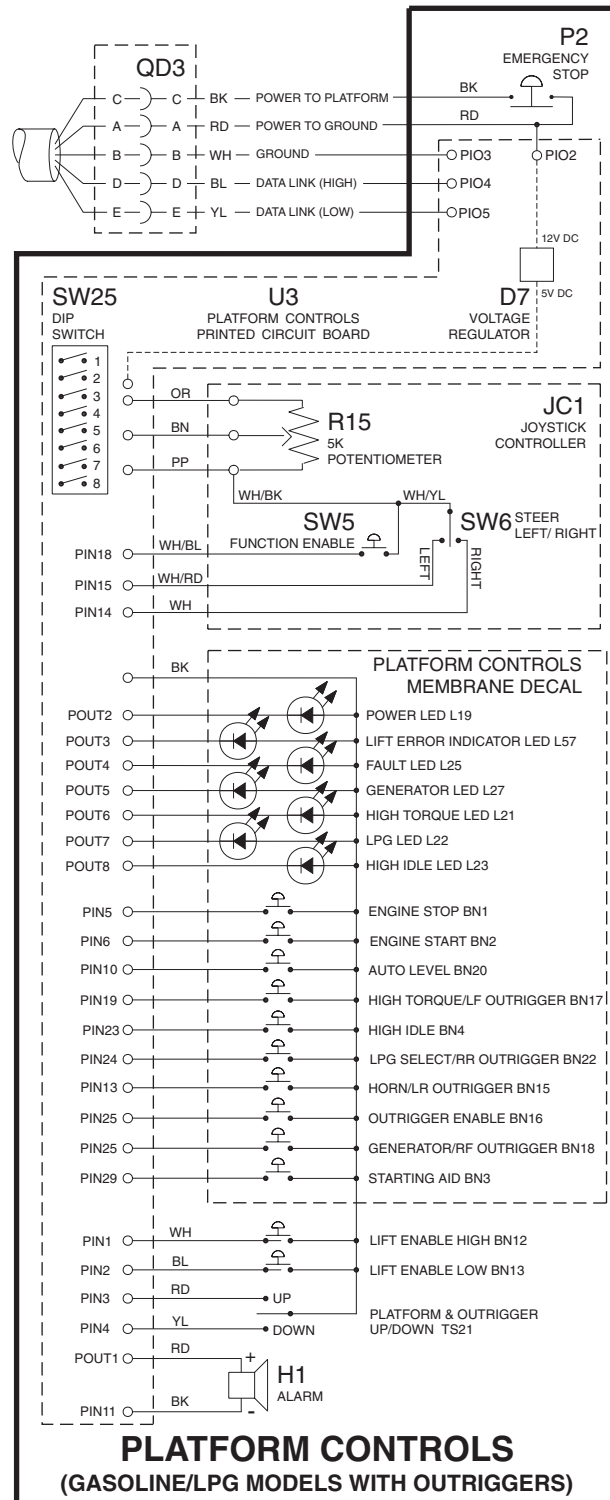 P2
EMERGENCY
STOP
QD3
C C BK POWER TO PLATFORM BK
A A RD POWER TO GROUND RD
B B WH GROUND PIO3 PIO2
D D BL DATA LINK (HIGH) PIO4
E E YL DATA LINK (LOW) PIO5
12V DC
5V DC
SW25
DIP
SWITCH
1
2
3
4
5
6
7
8
U3
PLATFORM CONTROLS
PRINTED CIRCUIT BOARD
D7
VOLTAGE
REGULATOR
OR
BN
PP
R15
5K
POTENTIOMETER
JC1
JOYSTICK
CONTROLLER
WH/BK WH/YL
SW5
FUNCTION ENABLE
SW6 STEER
LEFT/ RIGHT
LEFT
RIGHT
PIN18 WH/BL
PIN15 WH/RD
PIN14 WH
BK
PLATFORM CONTROLS
MEMBRANE DECAL
POUT2 POWER LED L19
POUT3 LIFT ERROR INDICATOR LED L57
POUT4 FAULT LED L25
POUT5 GENERATOR LED L27
POUT6 HIGH TORQUE LED L21
POUT7 LPG LED L22
POUT8 HIGH IDLE LED L23
PIN5 ENGINE STOP BN1
PIN6 ENGINE START BN2
PIN10 AUTO LEVEL BN20
PIN19 HIGH TORQUE/LF OUTRIGGER BN17
PIN23 HIGH IDLE BN4
PIN24 LPG SELECT/RR OUTRIGGER BN22
PIN13 HORN/LR OUTRIGGER BN15
PIN25 OUTRIGGER ENABLE BN16
PIN25 GENERATOR/RF OUTRIGGER BN18
PIN29 STARTING AID BN3
PIN1 WH LIFT ENABLE HIGH BN12
PIN2 BL LIFT ENABLE LOW BN13
PIN3 RD UP
PIN4 YL DOWN
PLATFORM & OUTRIGGER
UP/DOWN TS21
POUT1 RD +
H1
ALARM
PIN11 BK -
PLATFORM CONTROLS
(GASOLINE/LPG MODELS WITH OUTRIGGERS)